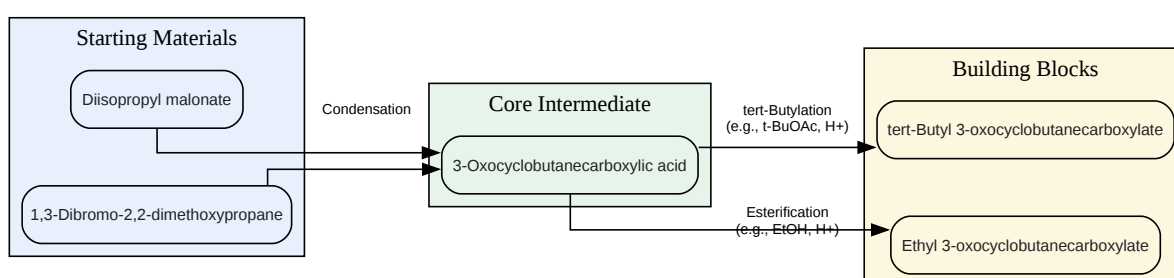 Starting Materials
Diisopropyl malonate
1,3-Dibromo-2,2-dimethoxypropane
Condensation
Core Intermediate
3-Oxocyclobutanecarboxylic acid
tert-Butylation
(e.g., t-BuOAc, H+)
Esterification
(e.g., EtOH, H+)
Building Blocks
tert-Butyl 3-oxocyclobutanecarboxylate
Ethyl 3-oxocyclobutanecarboxylate